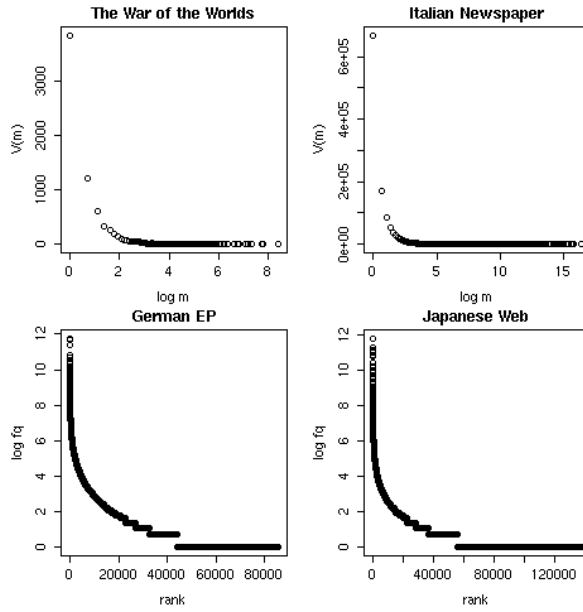 The War of the Worlds
V(m)
0 1000 3000
0 2 4 6 8
log m
Italian Newspaper
V(m)
0e+00 2e+05 4e+05 6e+05
0 5 10 15
log m
German EP
log fq
0 2 4 6 8 10 12
0 20000 40000 60000 80000
rank
Japanese Web
log fq
0 2 4 6 8 10 12
0 40000 80000 120000
rank